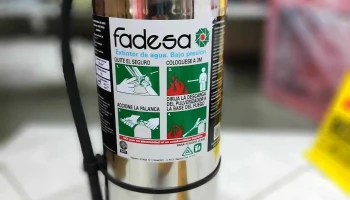 fadesa
Extintor de agua. Bajo presión
QUITE EL SEGURO
COLOQUESE A 3M
ACCIONE LA PALANCA
DIRIJA LA DESCARGA
DEL PULVERIZADOR A
LA BASE DEL FUEGO